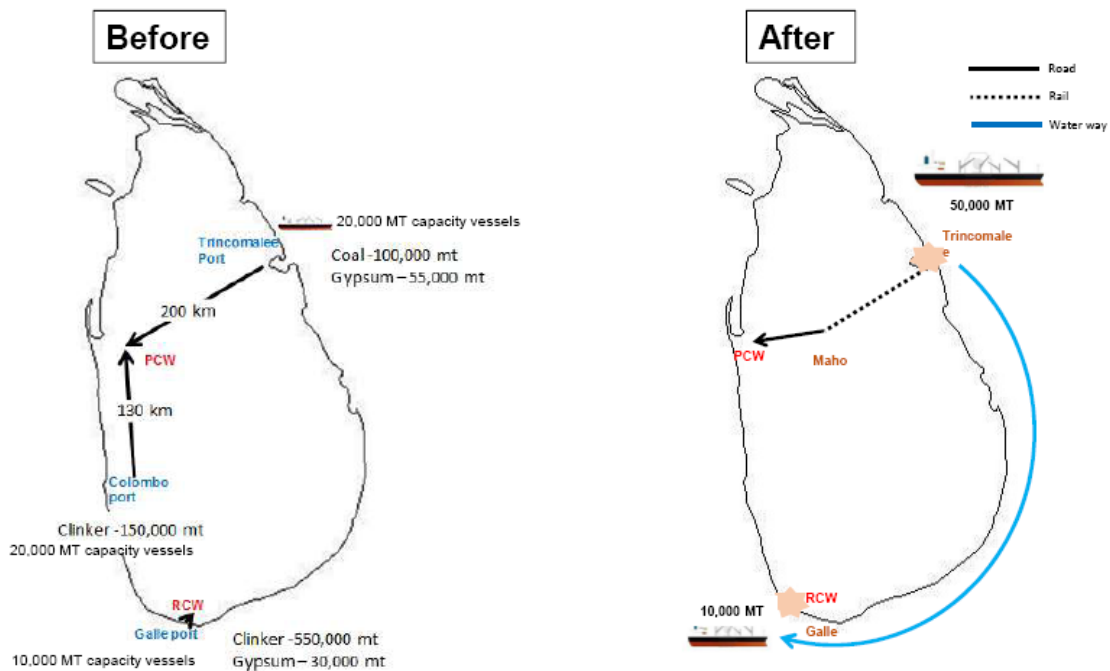 Before
20,000 MT capacity vessels
Trincomalee
Port
Coal -100,000 mt
Gypsum – 55,000 mt
200 km
PCW
130 km
Colombo
port
Clinker -150,000 mt
20,000 MT capacity vessels
RCW
Galle port
10,000 MT capacity vessels
Clinker -550,000 mt
Gypsum – 30,000 mt
After
Road
Rail
Water way
50,000 MT
Trincomale
e
PCW
Maho
10,000 MT
RCW
Galle